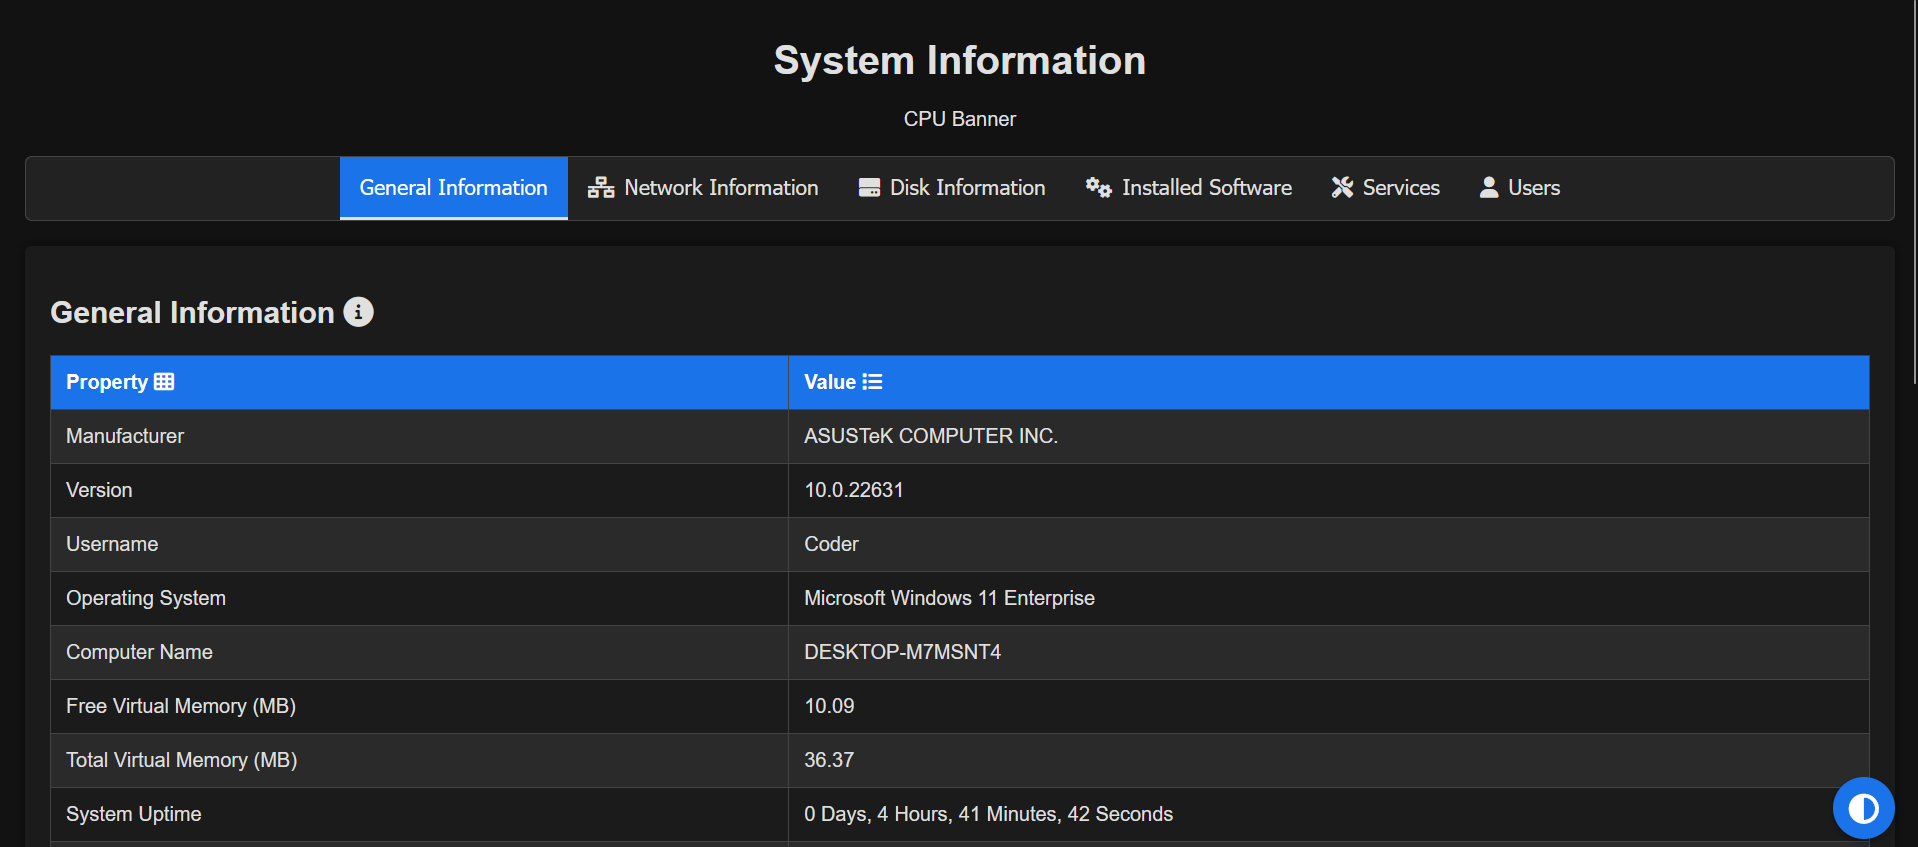 System Information
CPU Banner
General Information Network Information Disk Information Installed Software Services Users
General Information
Property Value
Manufacturer ASUSTeK COMPUTER INC.
Version 10.0.22631
Username Coder
Operating System Microsoft Windows 11 Enterprise
Computer Name DESKTOP-M7MSNT4
Free Virtual Memory (MB) 10.09
Total Virtual Memory (MB) 36.37
System Uptime 0 Days, 4 Hours, 41 Minutes, 42 Seconds